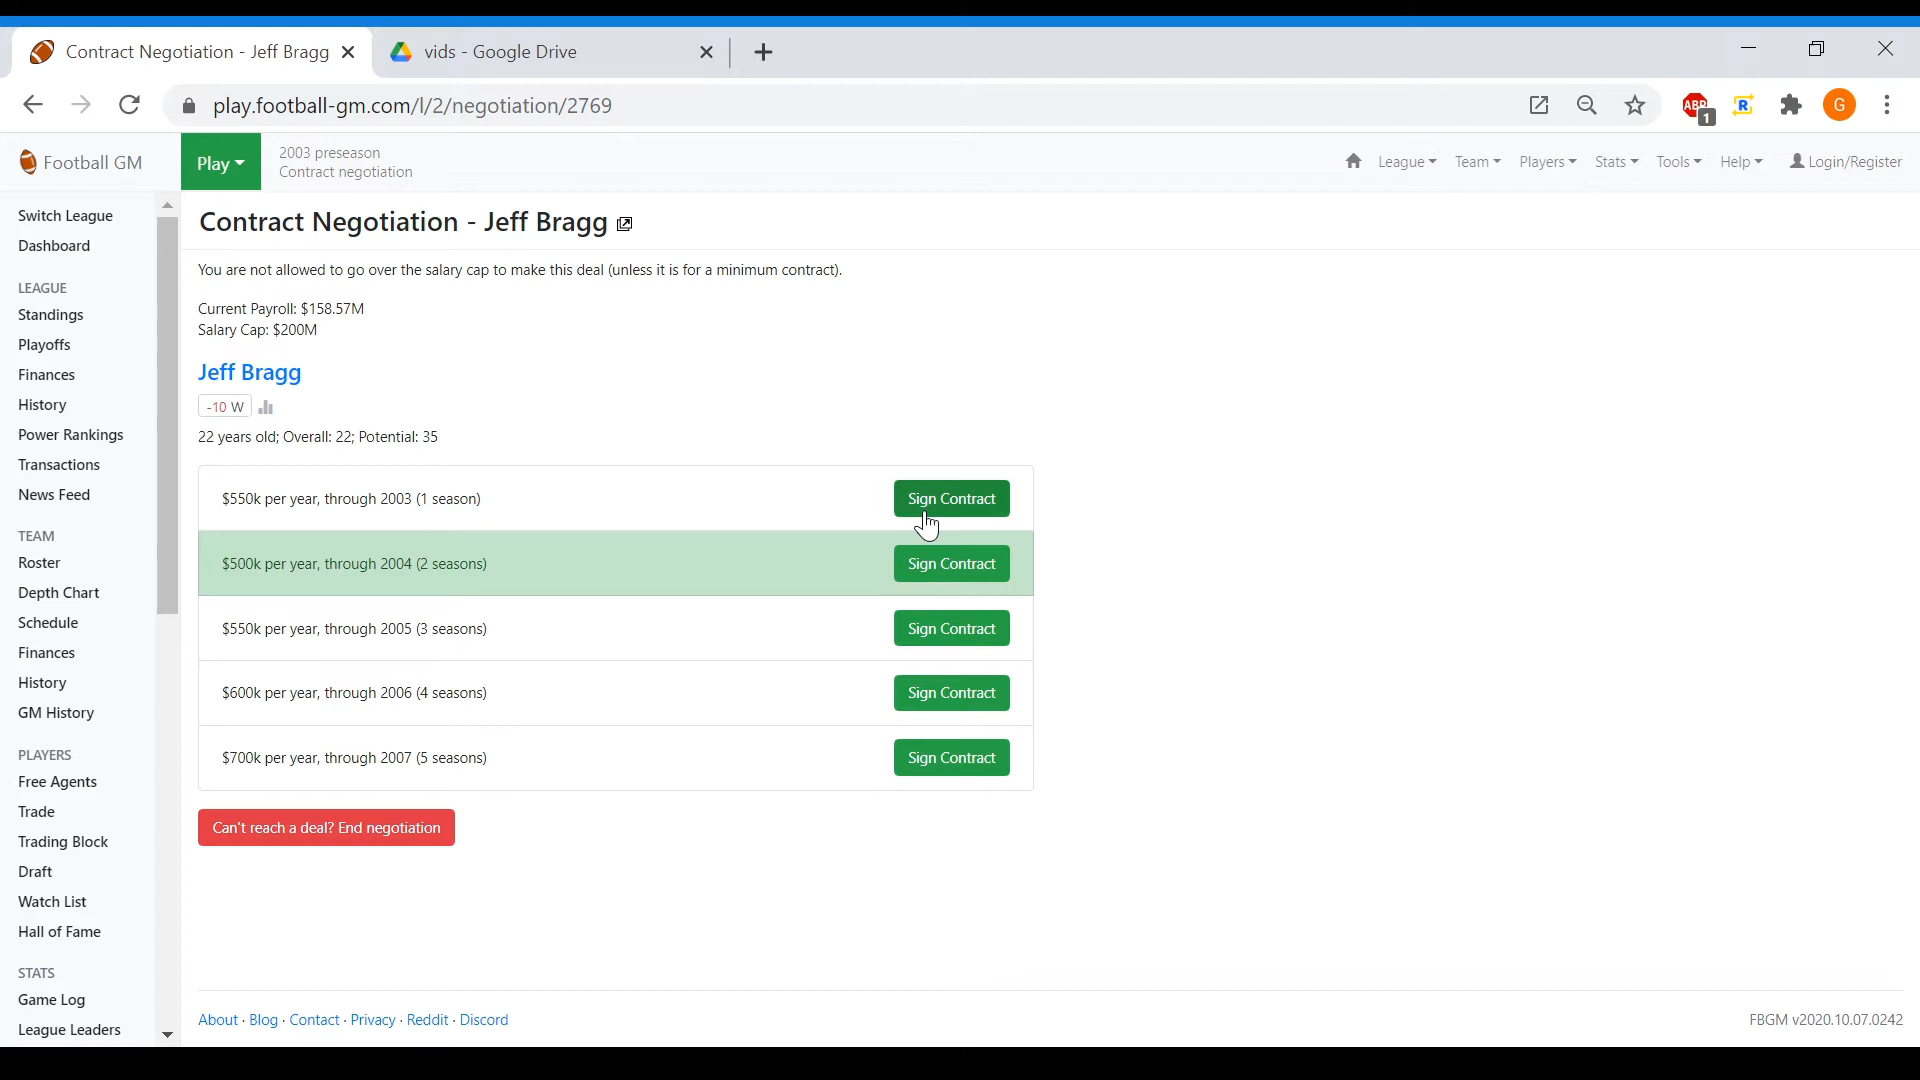 Contract Negotiation - Jeff Bragg
vids - Google Drive
play.football-gm.com/l/2/negotiation/2769
ABP
1
R
G
Football GM
Play
2003 preseason
Contract negotiation
League
Team
Players
Stats
Tools
Help
Login/Register
Switch League
Dashboard
LEAGUE
Standings
Playoffs
Finances
History
Power Rankings
Transactions
News Feed
TEAM
Roster
Depth Chart
Schedule
Finances
History
GM History
PLAYERS
Free Agents
Trade
Trading Block
Draft
Watch List
Hall of Fame
STATS
Game Log
League Leaders
Contract Negotiation - Jeff Bragg
You are not allowed to go over the salary cap to make this deal (unless it is for a minimum contract).
Current Payroll: $158.57M
Salary Cap: $200M
Jeff Bragg
-10 W
22 years old; Overall: 22; Potential: 35
$550k per year, through 2003 (1 season)
Sign Contract
$500k per year, through 2004 (2 seasons)
Sign Contract
$550k per year, through 2005 (3 seasons)
Sign Contract
$600k per year, through 2006 (4 seasons)
Sign Contract
$700k per year, through 2007 (5 seasons)
Sign Contract
Can't reach a deal? End negotiation
About · Blog · Contact · Privacy · Reddit · Discord
FBGM v2020.10.07.0242